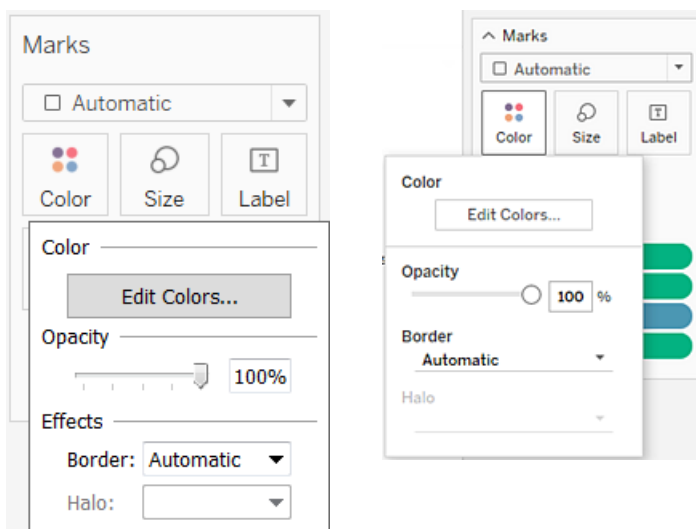 Marks
Automatic
Color Size Label
Color
Edit Colors...
Opacity
100%
Effects
Border: Automatic
Halo:
Marks
Automatic
Color Size Label
Color
Edit Colors...
Opacity
100 %
Border
Automatic
Halo